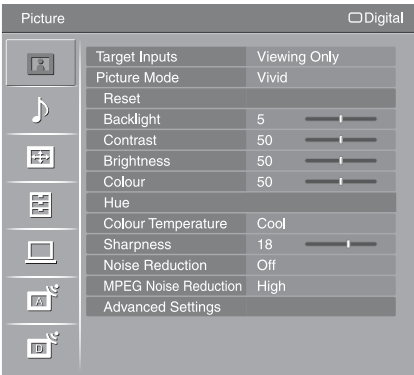 Picture Digital
Target Inputs Viewing Only
Picture Mode Vivid
Reset
Backlight 5
Contrast 50
Brightness 50
Colour 50
Hue
Colour Temperature Cool
Sharpness 18
Noise Reduction Off
MPEG Noise Reduction High
Advanced Settings
A
D